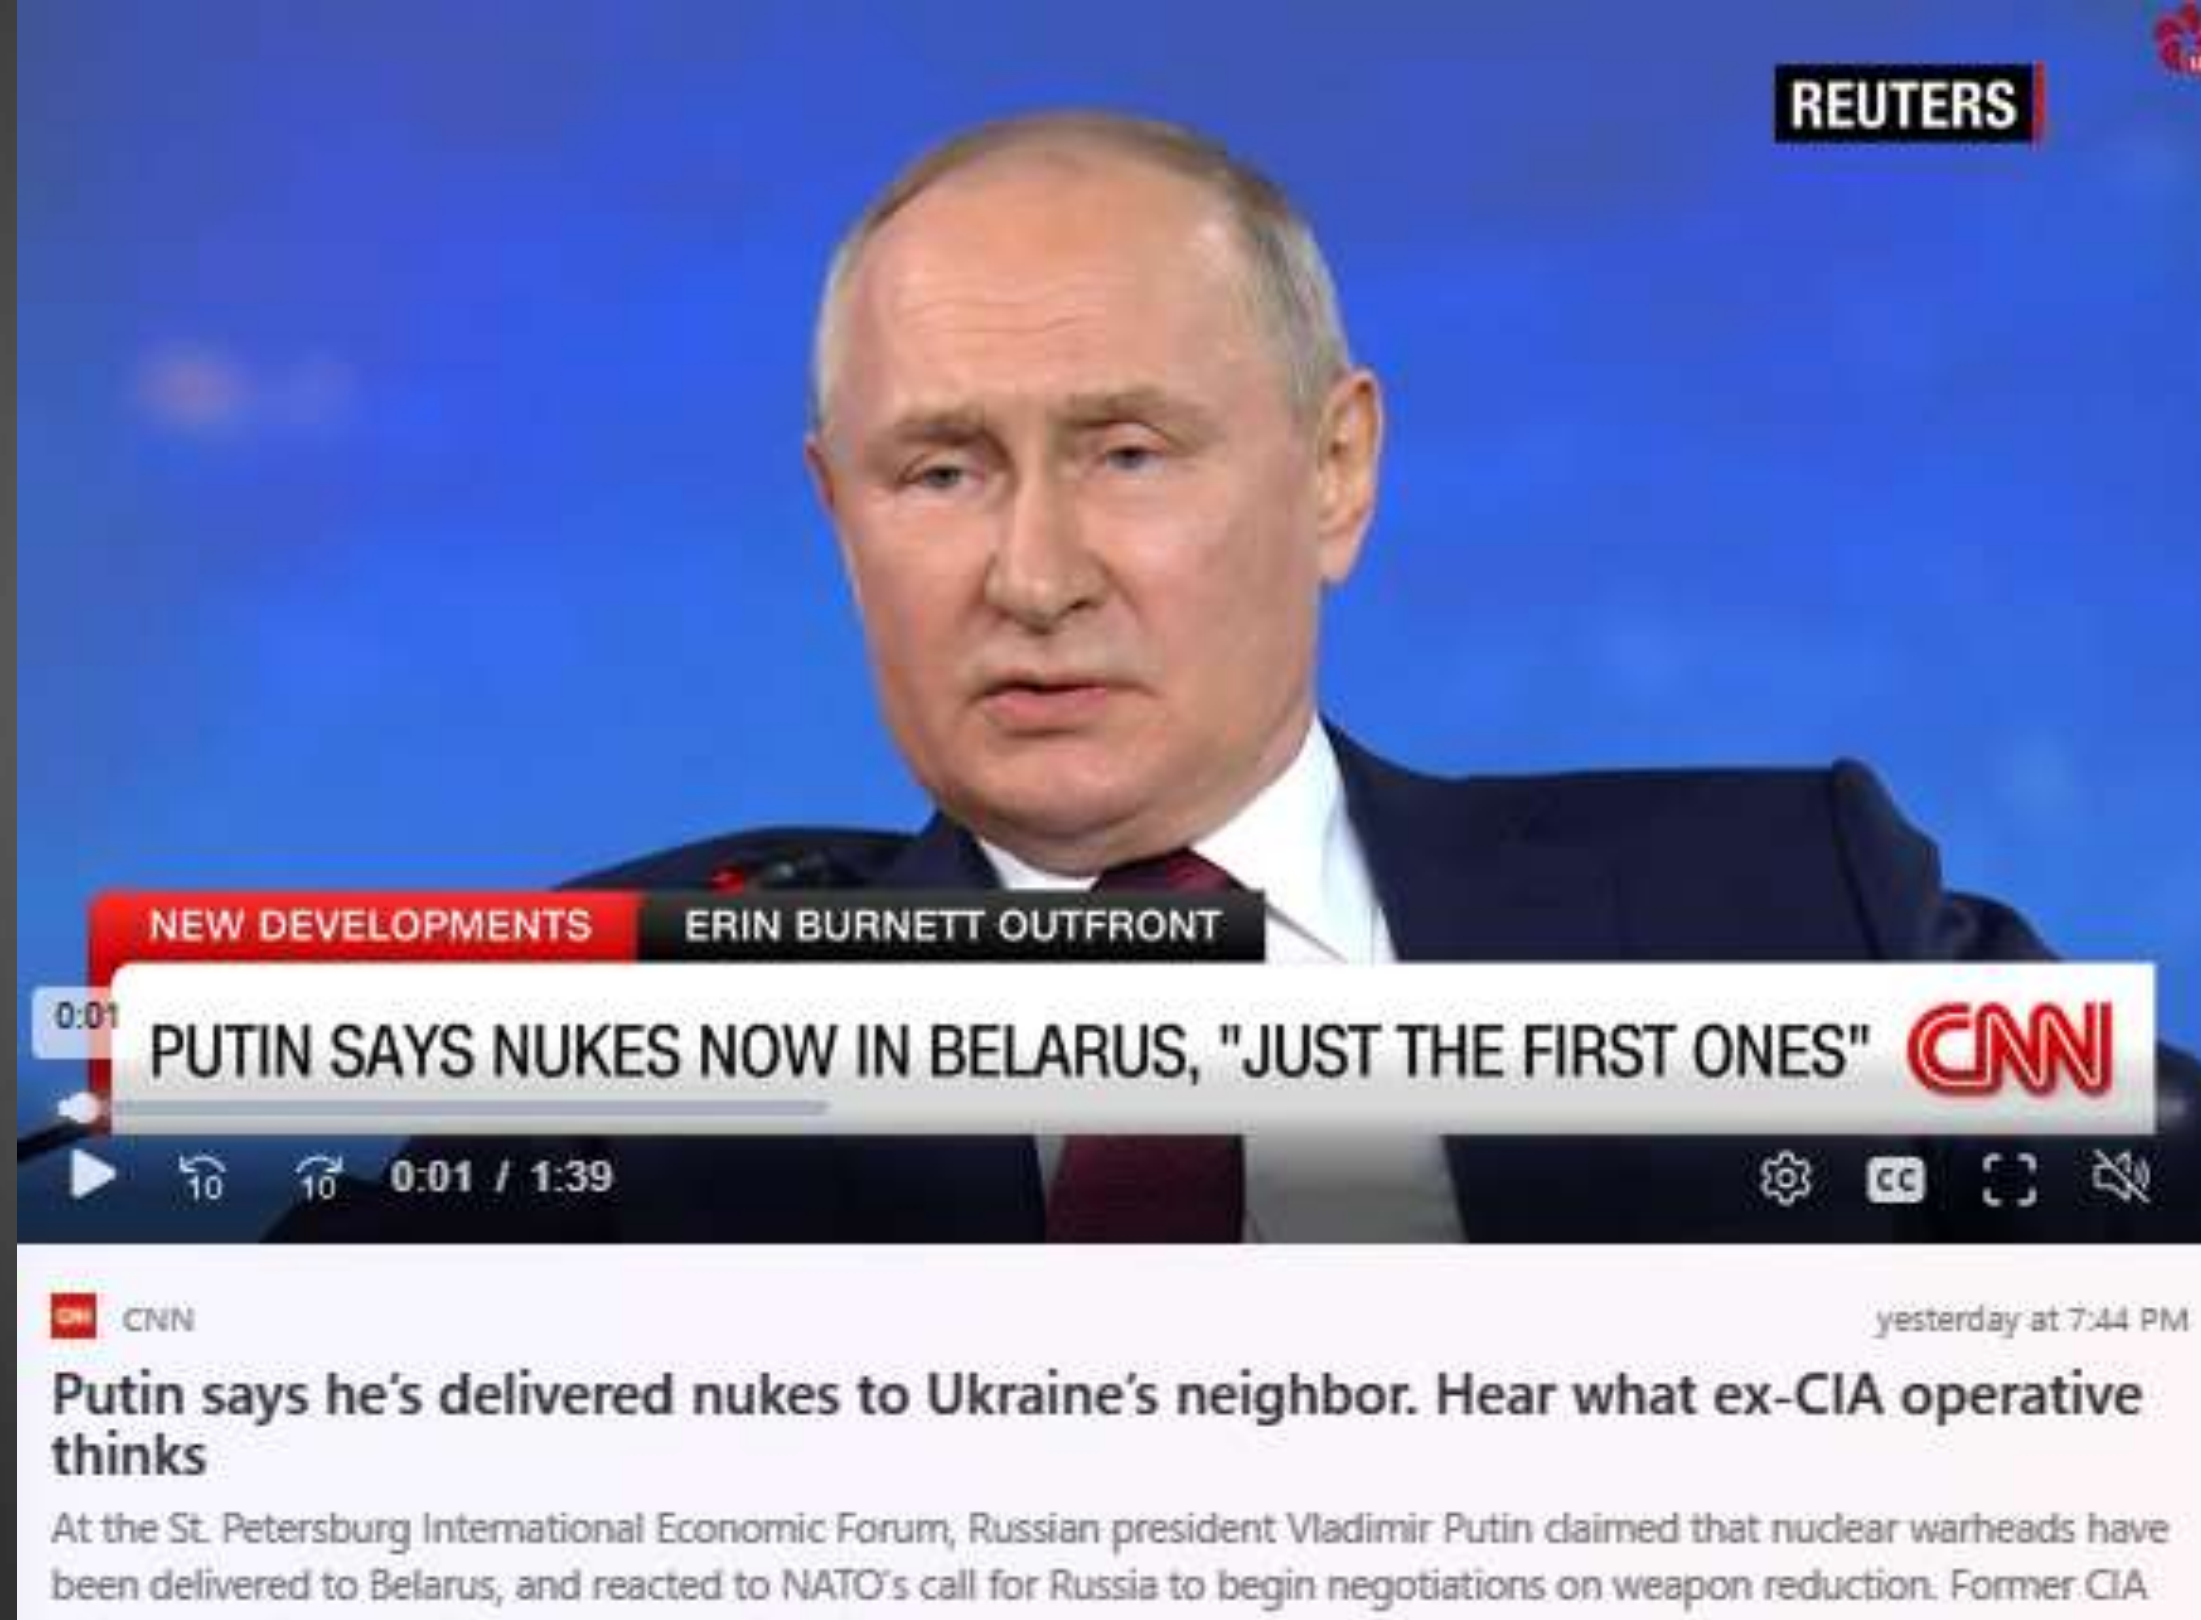 REUTERS
NEW DEVELOPMENTS ERIN BURNETT OUTFRONT
0:01
PUTIN SAYS NUKES NOW IN BELARUS, "JUST THE FIRST ONES" CNN
10 10 0:01 / 1:39 CC
CNN CNN yesterday at 7:44 PM
Putin says he's delivered nukes to Ukraine's neighbor. Hear what ex-CIA operative
thinks
At the St. Petersburg International Economic Forum, Russian president Vladimir Putin claimed that nuclear warheads have
been delivered to Belarus, and reacted to NATO's call for Russia to begin negotiations on weapon reduction. Former CIA